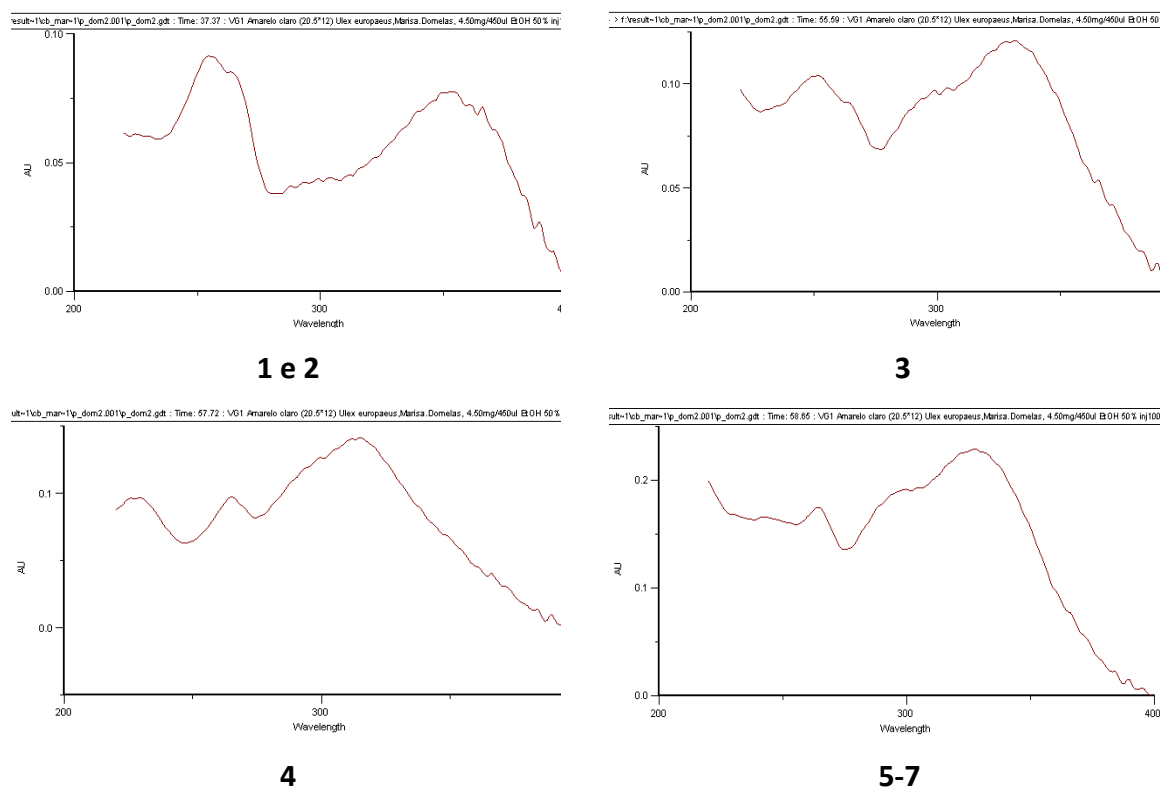 result~1\cb_mar~1\p_dom2.001\p_dom2.gdt : Time: 37.37 : VG1 Amarelo claro (20.5*12) Ulex europaeus,Marisa.Dornelas, 4.50mg/450ul EtOH 50% inj
0.10
0.05
0.00
AU
200
300
Wavelength
1 e 2
> f:\result~1\cb_mar~1\p_dom2.001\p_dom2.gdt : Time: 55.59 : VG1 Amarelo claro (20.5*12) Ulex europaeus,Marisa.Dornelas, 4.50mg/450ul EtOH 50
0.10
0.05
0.00
AU
200
300
Wavelength
3
ult~1\cb_mar~1\p_dom2.001\p_dom2.gdt : Time: 57.72 : VG1 Amarelo claro (20.5*12) Ulex europaeus,Marisa.Dornelas, 4.50mg/450ul EtOH 50%
0.1
0.0
AU
200
300
Wavelength
4
sult~1\cb_mar~1\p_dom2.001\p_dom2.gdt : Time: 58.65 : VG1 Amarelo claro (20.5*12) Ulex europaeus,Marisa.Dornelas, 4.50mg/450ul EtOH 50% inj100
0.2
0.1
0.0
AU
200
300
400
Wavelength
5-7